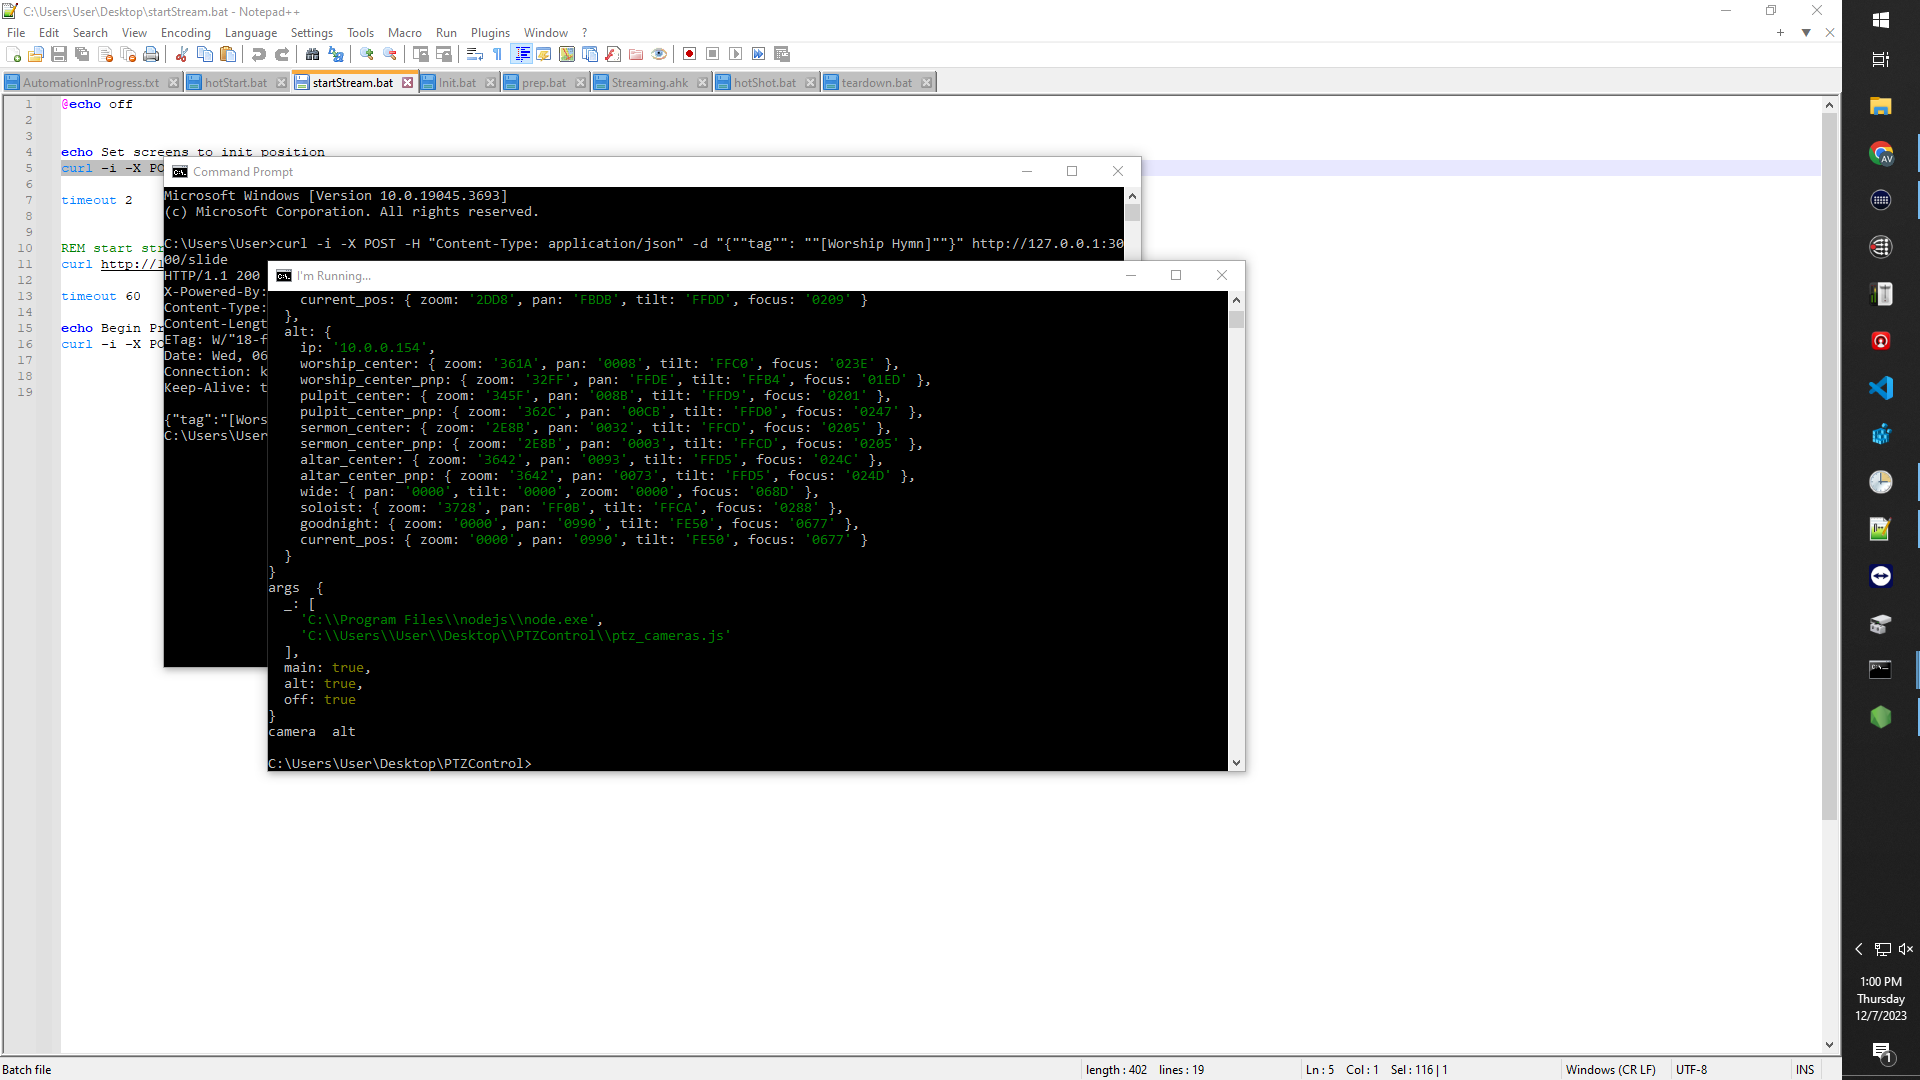 C:\Users\User\Desktop\startStream.bat - Notepad++
File Edit Search View Encoding Language Settings Tools Macro Run Plugins Window ?
AutomationInProgress.txt hotStart.bat startStream.bat Init.bat prep.bat Streaming.ahk hotShot.bat teardown.bat
1 @echo off
2
3
4 echo Set screens to init position
5 curl -i -X PO
6
7 timeout 2
8
9
10 REM start str
11 curl http://l
12
13 timeout 60
14
15 echo Begin Pr
16 curl -i -X PO
17
18
19
Command Prompt
Microsoft Windows [Version 10.0.19045.3693]
(c) Microsoft Corporation. All rights reserved.
C:\Users\User>curl -i -X POST -H "Content-Type: application/json" -d "{""tag"": ""[Worship Hymn]""}" http://127.0.0.1:30
00/slide
HTTP/1.1 200
X-Powered-By:
Content-Type:
Content-Lengt
ETag: W/"18-f
Date: Wed, 06
Connection: k
Keep-Alive: t
{"tag":"[Wors
C:\Users\User
I'm Running...
current_pos: { zoom: '2DD8', pan: 'FBDB', tilt: 'FFDD', focus: '0209' }
},
alt: {
ip: '10.0.0.154',
worship_center: { zoom: '361A', pan: '0008', tilt: 'FFC0', focus: '023E' },
worship_center_pnp: { zoom: '32FF', pan: 'FFDE', tilt: 'FFB4', focus: '01ED' },
pulpit_center: { zoom: '345F', pan: '008B', tilt: 'FFD9', focus: '0201' },
pulpit_center_pnp: { zoom: '362C', pan: '00CB', tilt: 'FFD0', focus: '0247' },
sermon_center: { zoom: '2E8B', pan: '0032', tilt: 'FFCD', focus: '0205' },
sermon_center_pnp: { zoom: '2E8B', pan: '0003', tilt: 'FFCD', focus: '0205' },
altar_center: { zoom: '3642', pan: '0093', tilt: 'FFD5', focus: '024C' },
altar_center_pnp: { zoom: '3642', pan: '0073', tilt: 'FFD5', focus: '024D' },
wide: { pan: '0000', tilt: '0000', zoom: '0000', focus: '068D' },
soloist: { zoom: '3728', pan: 'FF0B', tilt: 'FFCA', focus: '0288' },
goodnight: { zoom: '0000', pan: '0990', tilt: 'FE50', focus: '0677' },
current_pos: { zoom: '0000', pan: '0990', tilt: 'FE50', focus: '0677' }
}
}
args {
_: [
'C:\\Program Files\\nodejs\\node.exe',
'C:\\Users\\User\\Desktop\\PTZControl\\ptz_cameras.js'
],
main: true,
alt: true,
off: true
}
camera alt
C:\Users\User\Desktop\PTZControl>
AV
1:00 PM
Thursday
12/7/2023
1
Batch file length : 402 lines : 19 Ln : 5 Col : 1 Sel : 116 | 1 Windows (CR LF) UTF-8 INS